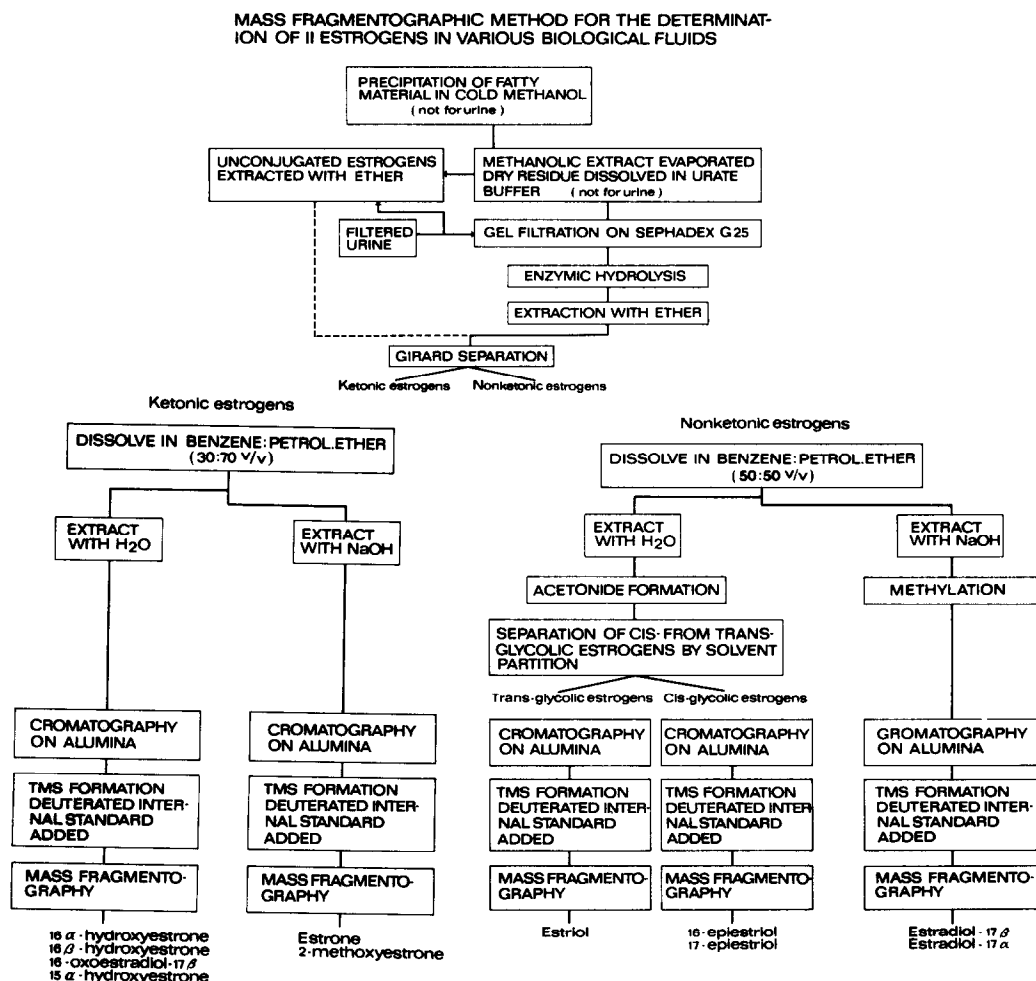 MASS FRAGMENTOGRAPHIC METHOD FOR THE DETERMINAT-
ION OF II ESTROGENS IN VARIOUS BIOLOGICAL FLUIDS
PRECIPITATION OF FATTY
MATERIAL IN COLD METHANOL
( not for urine )
UNCONJUGATED ESTROGENS
EXTRACTED WITH ETHER
METHANOLIC EXTRACT EVAPORATED
DRY RESIDUE DISSOLVED IN URATE
BUFFER (not for urine)
FILTERED
URINE
GEL FILTRATION ON SEPHADEX G25
ENZYMIC HYDROLYSIS
EXTRACTION WITH ETHER
GIRARD SEPARATION
Ketonic estrogens Nonketonic estrogens
Ketonic estrogens
DISSOLVE IN BENZENE:PETROL.ETHER
(30:70 V/v)
EXTRACT
WITH H2O
EXTRACT
WITH NaOH
CROMATOGRAPHY
ON ALUMINA
CROMATOGRAPHY
ON ALUMINA
TMS FORMATION
DEUTERATED INTER-
NAL STANDARD
ADDED
TMS FORMATION
DEUTERATED INTER-
NAL STANDARD
ADDED
MASS FRAGMENTO-
GRAPHY
MASS FRAGMENTO-
GRAPHY
16 α-hydroxyestrone
16 β-hydroxyestrone
16-oxoestradiol-17β
15 α-hydroxyestrone
Estrone
2-methoxyestrone
Nonketonic estrogens
DISSOLVE IN BENZENE:PETROL.ETHER
(50:50 V/v)
EXTRACT
WITH H2O
EXTRACT
WITH NaOH
ACETONIDE FORMATION
METHYLATION
SEPARATION OF CIS- FROM TRANS-
GLYCOLIC ESTROGENS BY SOLVENT
PARTITION
Trans-glycolic estrogens Cis-glycolic estrogens
CROMATOGRAPHY
ON ALUMINA
CROMATOGRAPHY
ON ALUMINA
GROMATOGRAPHY
ON ALUMINA
TMS FORMATION
DEUTERATED INTER-
NAL STANDARD
ADDED
TMS FORMATION
DEUTERATED INTER-
NAL STANDARD
ADDED
TMS FORMATION
DEUTERATED INTER-
NAL STANDARD
ADDED
MASS FRAGMENTO-
GRAPHY
MASS FRAGMENTO-
GRAPHY
MASS FRAGMENTO-
GRAPHY
Estriol
16-epiestriol
17-epiestriol
Estradiol-17β
Estradiol-17α